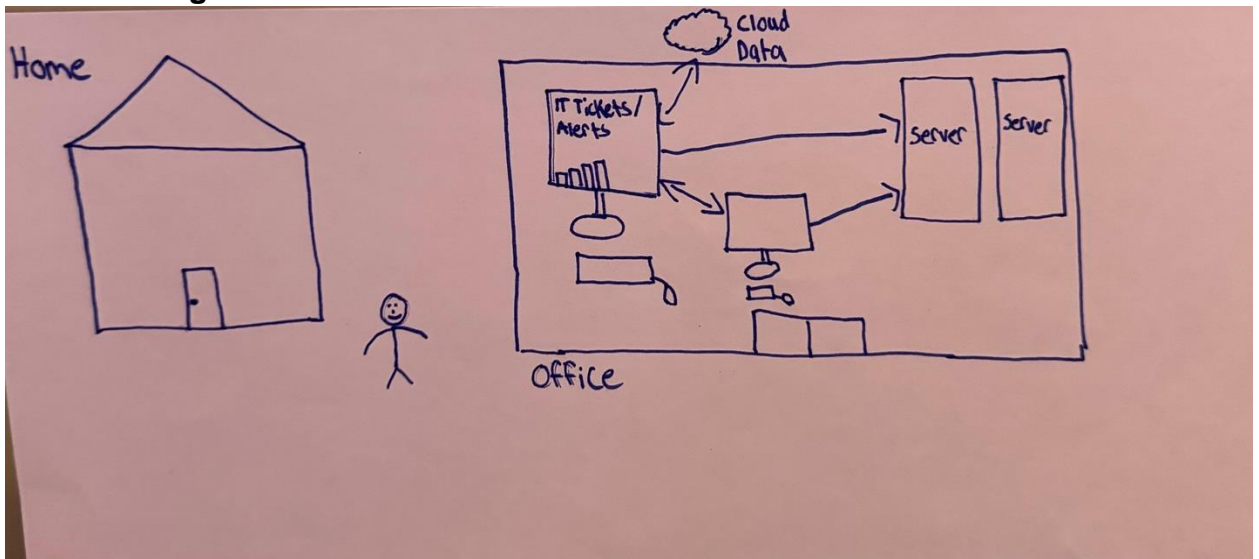 Home
Cloud
Data
IT Tickets/
Alerts
Server
Server
Office